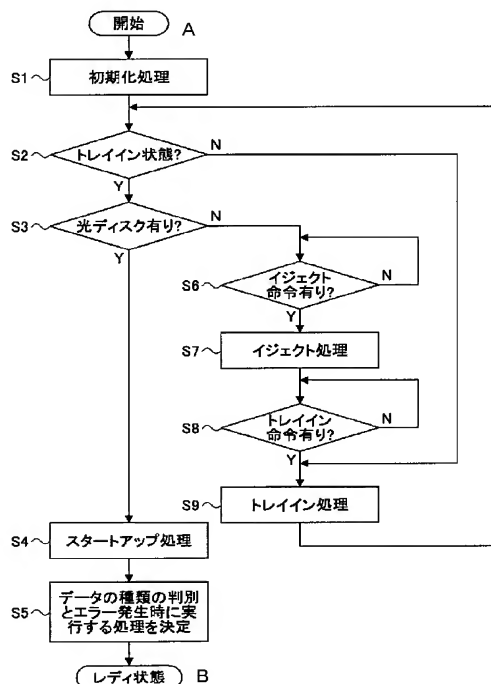 開始 A
S1 初期化処理
S2 トレイイン状態? N
Y
S3 光ディスク有り? N
Y
S6 イジェクト
命令有り? N
Y
S7 イジェクト処理
S8 トレイイン
命令有り? N
Y
S9 トレイイン処理
S4 スタートアップ処理
S5 データの種類の判別
とエラー発生時に実
行する処理を決定
レディ状態 B